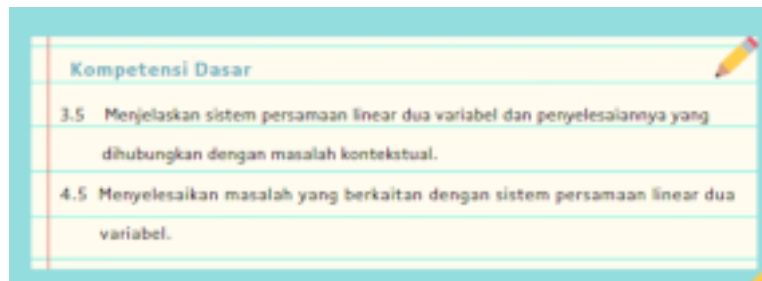 Kompetensi Dasar
3.5 Menjelaskan sistem persamaan linear dua variabel dan penyelesaiannya yang
dihubungkan dengan masalah kontekstual.
4.5 Menyelesaikan masalah yang berkaitan dengan sistem persamaan linear dua
variabel.